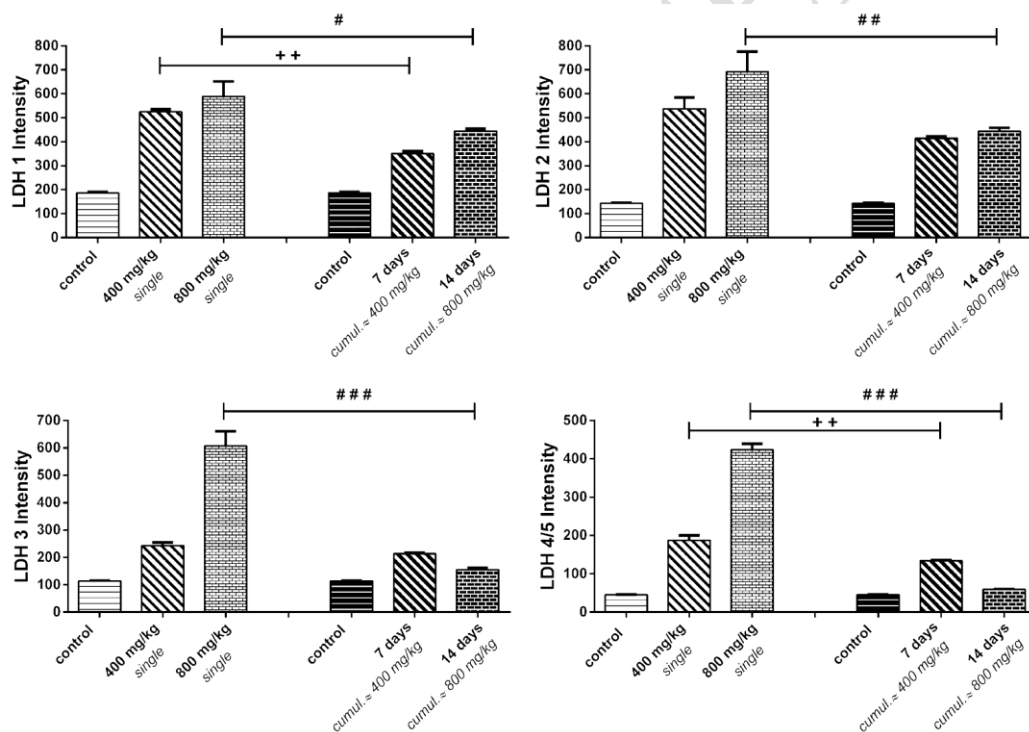 #
+ +
LDH 1 Intensity
800
700
600
500
400
300
200
100
0
control
400 mg/kg
single
800 mg/kg
single
control
7 days
cumul.≈ 400 mg/kg
14 days
cumul.≈ 800 mg/kg
# #
LDH 2 Intensity
800
700
600
500
400
300
200
100
0
control
400 mg/kg
single
800 mg/kg
single
control
7 days
cumul.≈ 400 mg/kg
14 days
cumul.≈ 800 mg/kg
# # #
LDH 3 Intensity
700
600
500
400
300
200
100
0
control
400 mg/kg
single
800 mg/kg
single
control
7 days
cumul.≈ 400 mg/kg
14 days
cumul.≈ 800 mg/kg
# # #
+ +
LDH 4/5 Intensity
500
400
300
200
100
0
control
400 mg/kg
single
800 mg/kg
single
control
7 days
cumul.≈ 400 mg/kg
14 days
cumul.≈ 800 mg/kg